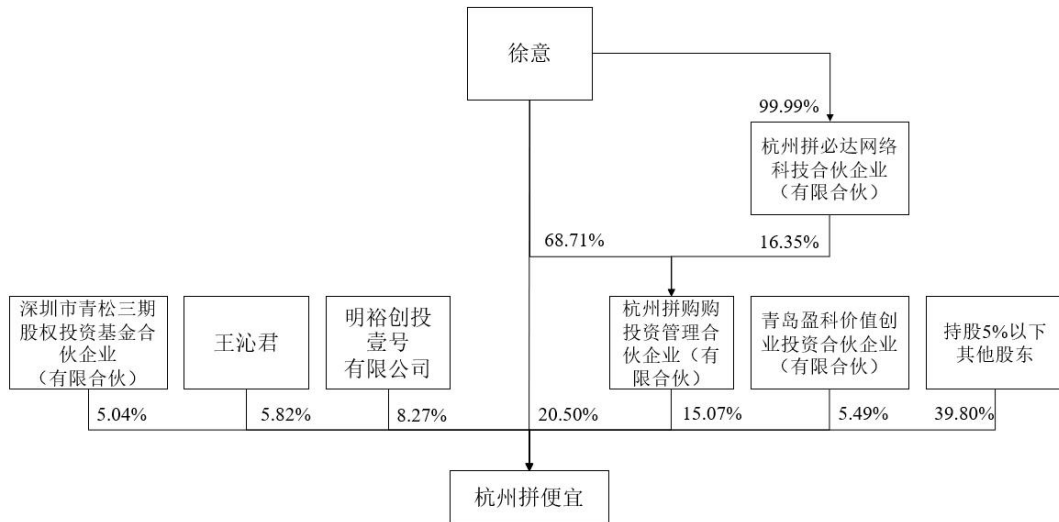 徐意
99.99%
杭州拼必达网络
科技合伙企业
（有限合伙）
68.71%
16.35%
深圳市青松三期
股权投资基金合
伙企业
（有限合伙）
王沁君
明裕创投
壹号
有限公司
杭州拼购购
投资管理合
伙企业（有
限合伙）
青岛盈科价值创
业投资合伙企业
（有限合伙）
持股5%以下
其他股东
5.04%
5.82%
8.27%
20.50%
15.07%
5.49%
39.80%
杭州拼便宜